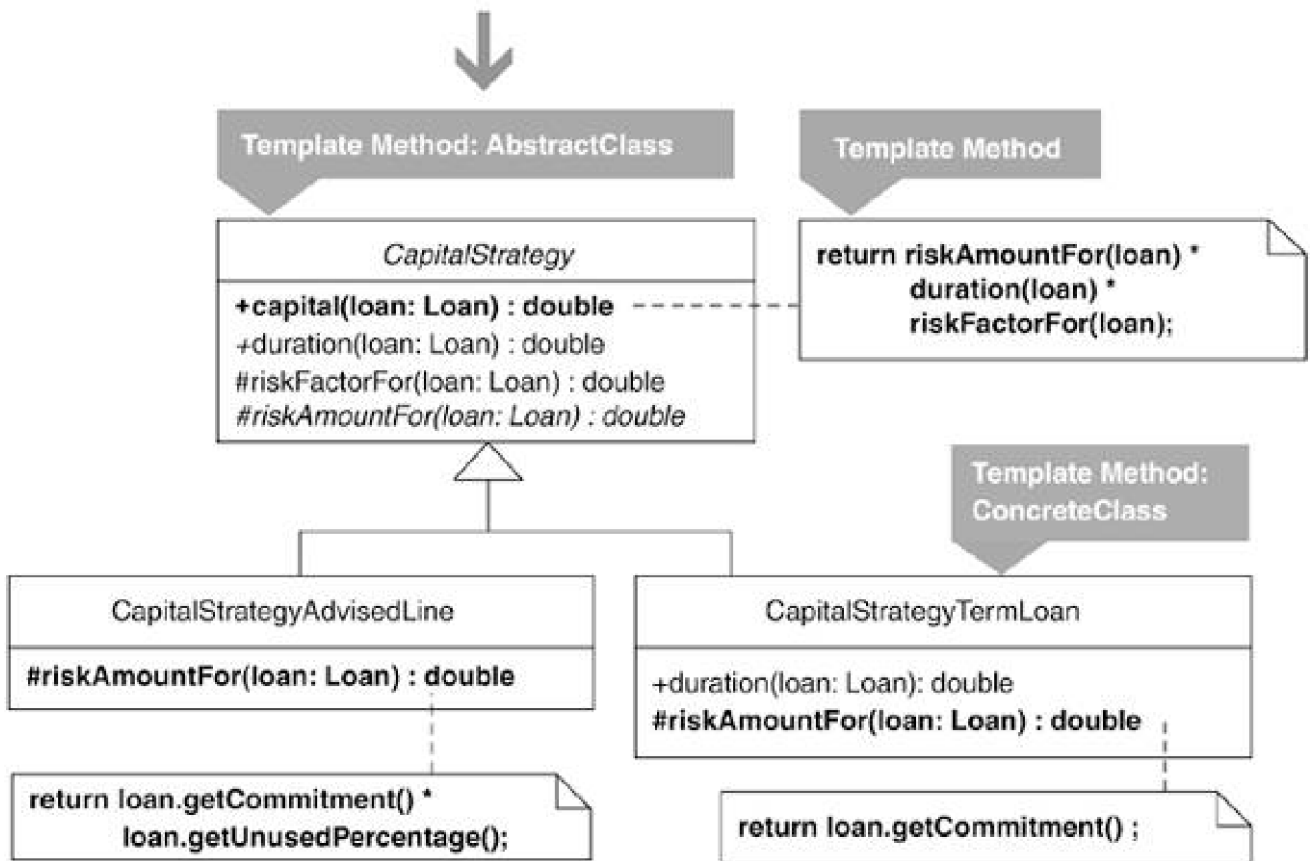 Template Method: AbstractClass
Template Method
CapitalStrategy
+capital(loan: Loan) : double
+duration(loan: Loan) : double
#riskFactorFor(loan: Loan) : double
#riskAmountFor(loan: Loan) : double
return riskAmountFor(loan) *
duration(loan) *
riskFactorFor(loan);
Template Method:
ConcreteClass
CapitalStrategyAdvisedLine
#riskAmountFor(loan: Loan) : double
return loan.getCommitment() *
loan.getUnusedPercentage();
CapitalStrategyTermLoan
+duration(loan: Loan): double
#riskAmountFor(loan: Loan) : double
return loan.getCommitment() ;